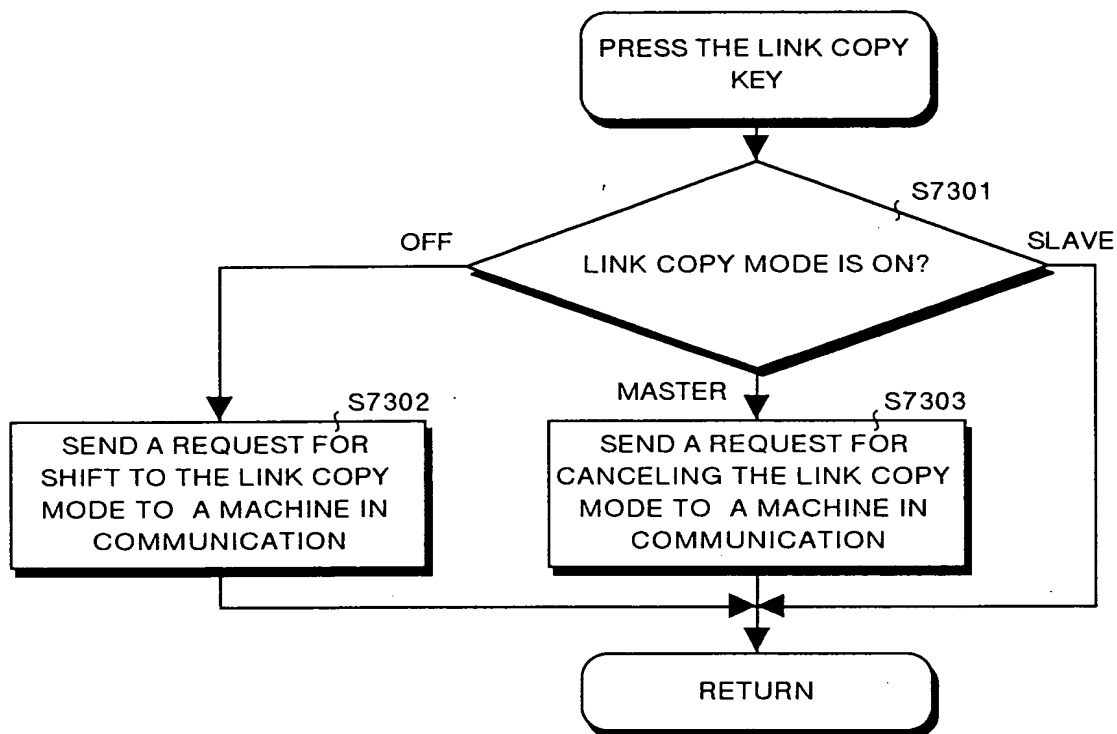 PRESS THE LINK COPY
KEY
S7301
OFF
SLAVE
LINK COPY MODE IS ON?
MASTER
S7302
S7303
SEND A REQUEST FOR
SHIFT TO THE LINK COPY
MODE TO A MACHINE IN
COMMUNICATION
SEND A REQUEST FOR
CANCELING THE LINK COPY
MODE TO A MACHINE IN
COMMUNICATION
RETURN